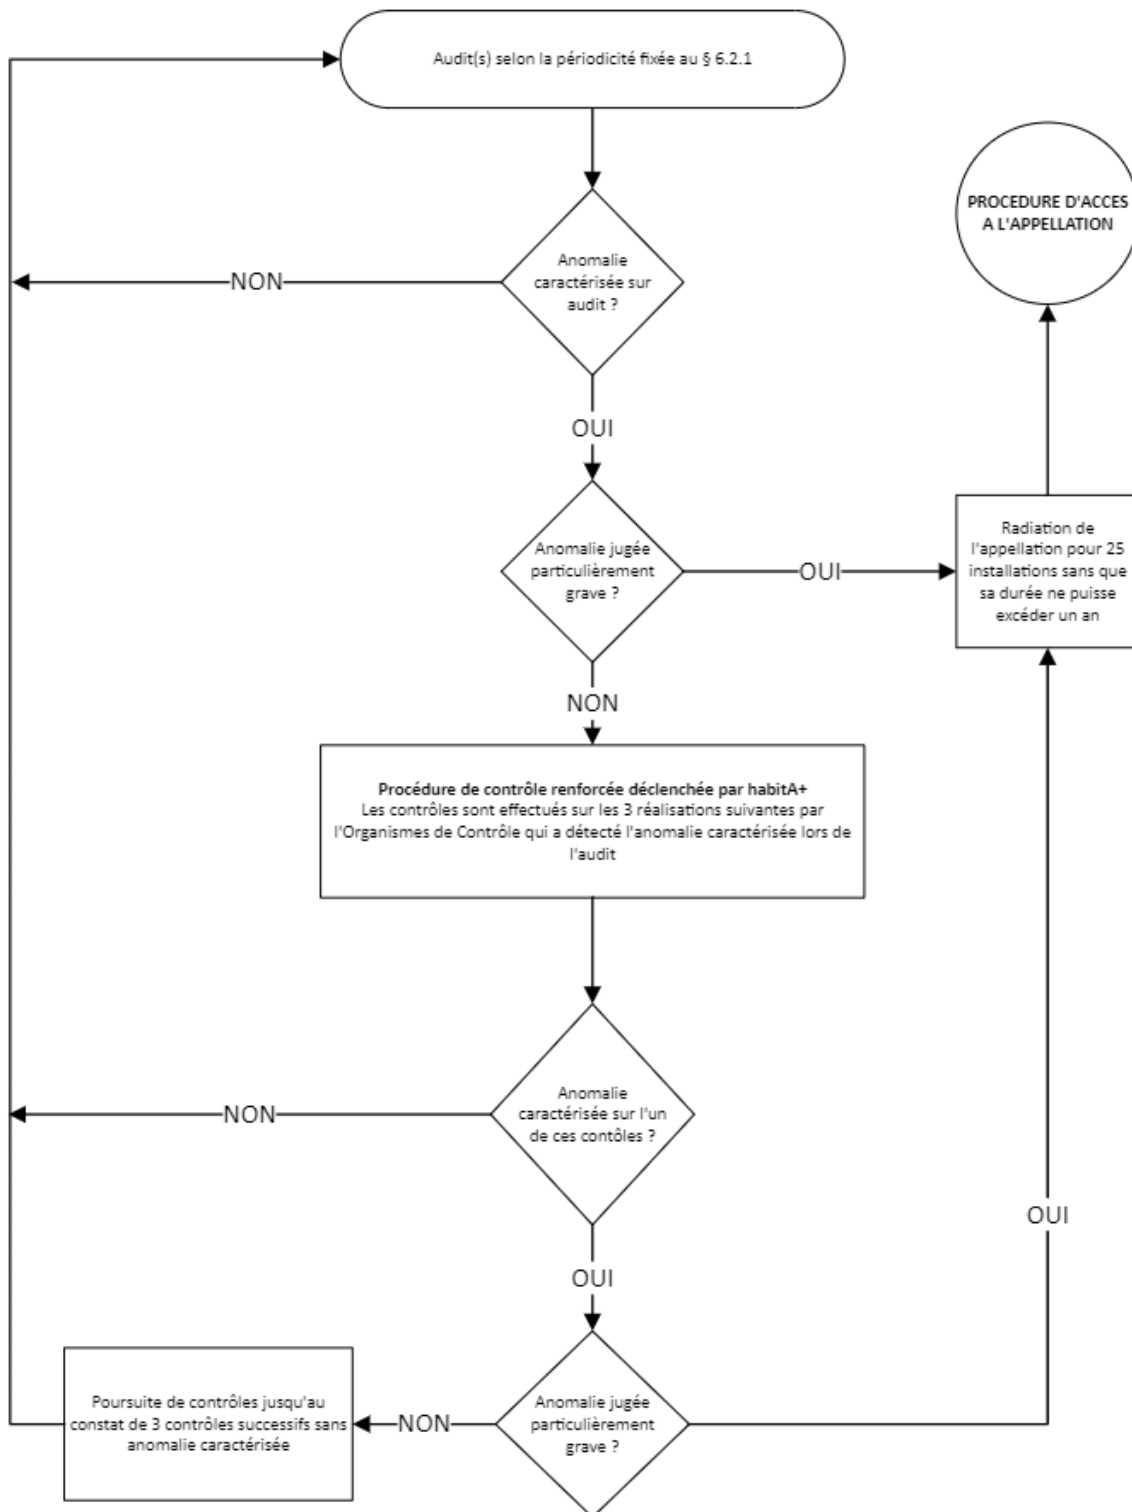 Audit(s) selon la périodicité fixée au § 6.2.1
PROCEDURE D'ACCES
A L'APPELLATION
Anomalie
caractérisée sur
audit ?
NON
OUI
Anomalie jugée
particulièrement
grave ?
OUI
Radiation de
l'appellation pour 25
installations sans que
sa durée ne puisse
excéder un an
NON
Procédure de contrôle renforcée déclenchée par habitA+
Les contrôles sont effectués sur les 3 réalisations suivantes par
l'Organismes de Contrôle qui a détecté l'anomalie caractérisée lors de
l'audit
Anomalie
caractérisée sur l'un
de ces contôles ?
NON
OUI
OUI
Anomalie jugée
particulièrement
grave ?
NON
Poursuite de contrôles jusqu'au
constat de 3 contrôles successifs sans
anomalie caractérisée